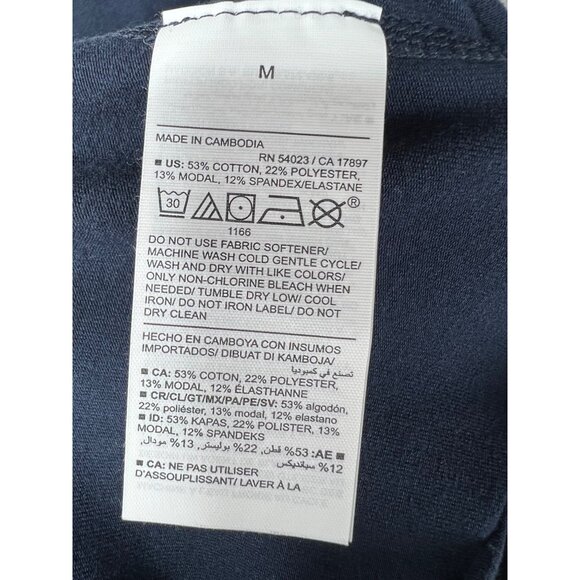 M
MADE IN CAMBODIA
RN 54023 / CA 17897
■ US: 53% COTTON, 22% POLYESTER,
13% MODAL, 12% SPANDEX/ELASTANE
30
®
1166
DO NOT USE FABRIC SOFTENER/
MACHINE WASH COLD GENTLE CYCLE/
WASH AND DRY WITH LIKE COLORS/
ONLY NON-CHLORINE BLEACH WHEN
NEEDED/ TUMBLE DRY LOW/ COOL
IRON/ DO NOT IRON LABEL/ DO NOT
DRY CLEAN
HECHO EN CAMBOYA CON INSUMOS
IMPORTADOS/ DIBUAT DI KAMBOJA/
تصنع في كمبوديا
■ CA: 53% COTON, 22% POLYESTER,
13% MODAL, 12% ÉLASTHANNE
■ CR/CL/GT/MX/PA/PE/SV: 53% algodón,
22% poliéster, 13% modal, 12% elastano
■ ID: 53% KAPAS, 22% POLISTER, 13%
MODAL, 12% SPANDEKS
■ AE: 53% قطن, 22% بوليستر, 13% مودال,
12% سباندیکس
■ CA: NE PAS UTILISER
D'ASSOUPLISSANT/ LAVER À LA